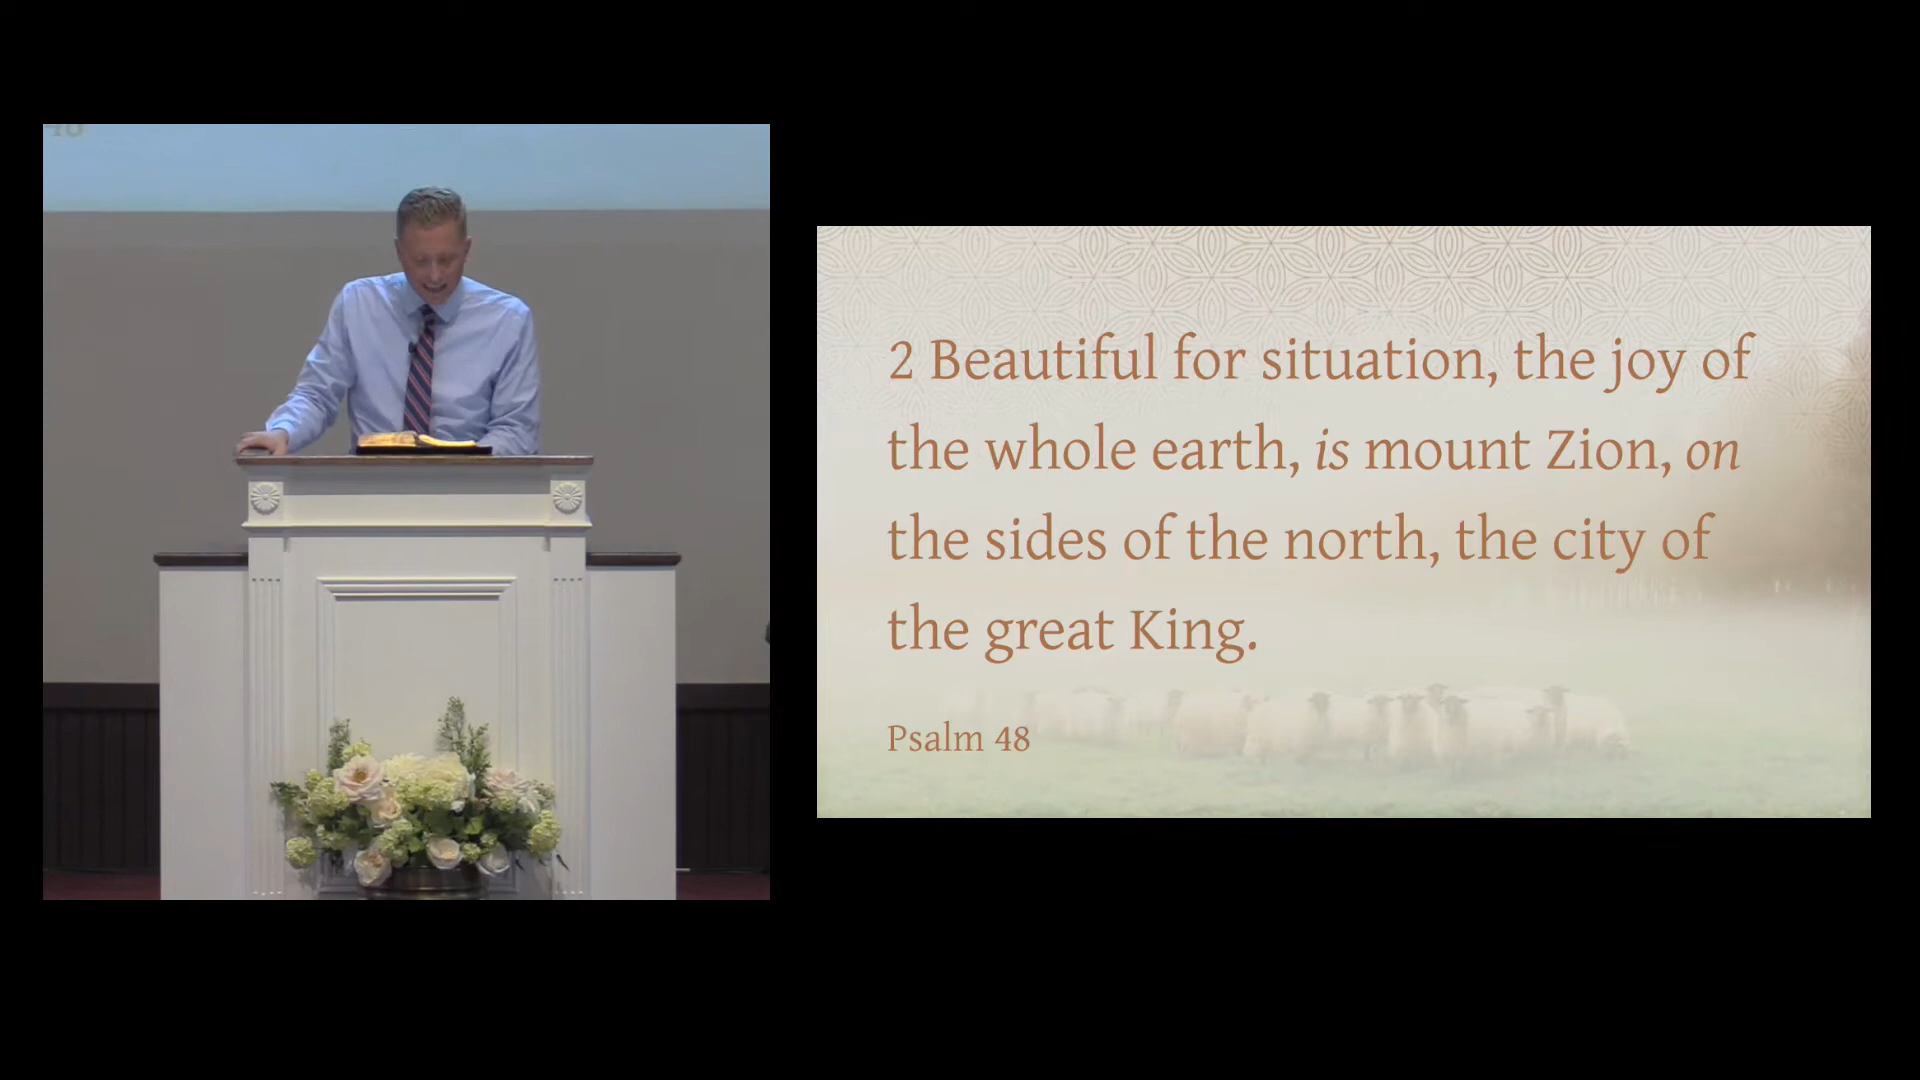 2 Beautiful for situation, the joy of
the whole earth, is mount Zion, on
the sides of the north, the city of
the great King.
Psalm 48